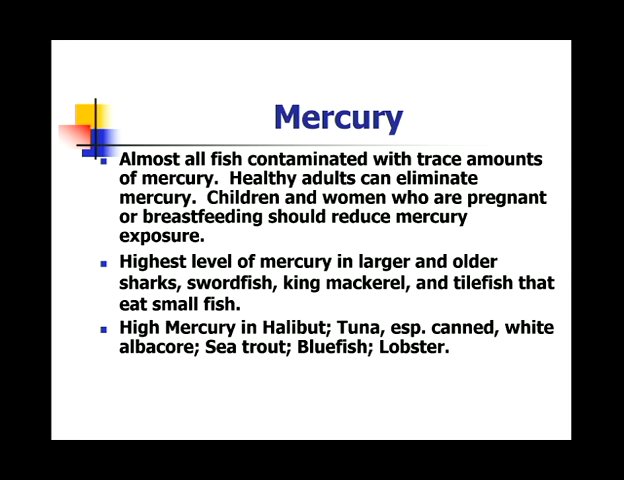 Mercury
Almost all fish contaminated with trace amounts
of mercury. Healthy adults can eliminate
mercury. Children and women who are pregnant
or breastfeeding should reduce mercury
exposure.
Highest level of mercury in larger and older
sharks, swordfish, king mackerel, and tilefish that
eat small fish.
High Mercury in Halibut; Tuna, esp. canned, white
albacore; Sea trout; Bluefish; Lobster.